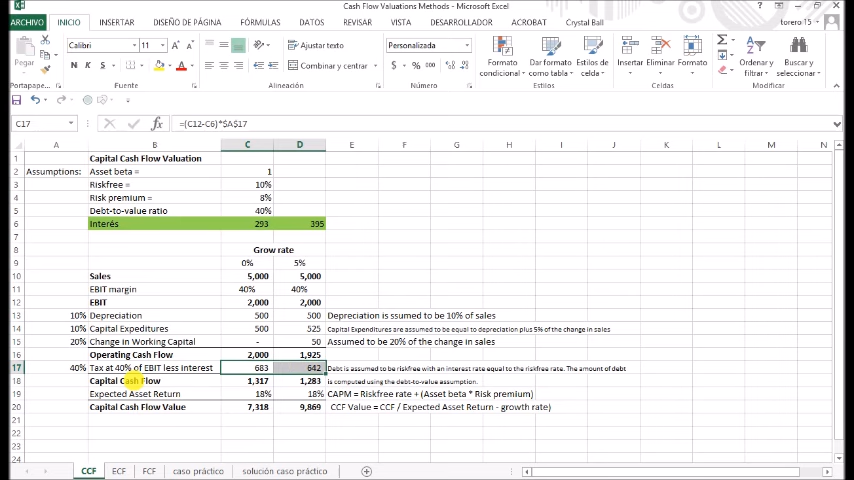 Cash Flow Valuations Methods - Microsoft Excel
ARCHIVO INICIO INSERTAR DISEÑO DE PÁGINA FÓRMULAS DATOS REVISAR VISTA DESARROLLADOR ACROBAT Crystal Ball torero 15
Calibri 11 Ajustar texto Personalizada
Pegar N K S Combinar y centrar $ % 000 Formato condicional Dar formato como tabla Estilos de celda Insertar Eliminar Formato Ordenar y filtrar Buscar y seleccionar
Portapape... Fuente Alineación Número Estilos Celdas Modificar
C17 fx =(C12-C6)*$A$17
A B C D E F G H I J K L M N
1 Capital Cash Flow Valuation
2 Assumptions: Asset beta = 1
3 Riskfree = 10%
4 Risk premium = 8%
5 Debt-to-value ratio 40%
6 Interés 293 395
7
8 Grow rate
9 0% 5%
10 Sales 5,000 5,000
11 EBIT margin 40% 40%
12 EBIT 2,000 2,000
13 10% Depreciation 500 500 Depreciation is ssumed to be 10% of sales
14 10% Capital Expeditures 500 525 Capital Expenditures are assumted to be equal to depreciation plus 5% of the change in sales
15 20% Change in Working Capital - 50 Assumed to be 20% of the change in sales
16 Operating Cash Flow 2,000 1,925
17 40% Tax at 40% of EBIT less interest 683 642 Debt is assumed to be riskfree with an interest rate equal to the riskfree rate. The amount of debt
18 Capital Cash Flow 1,317 1,283 is computed using the debt-to-value assumption.
19 Expected Asset Return 18% 18% CAPM = Riskfree rate + (Asset beta * Risk premium)
20 Capital Cash Flow Value 7,318 9,869 CCF Value = CCF / Expected Asset Return - growth rate)
21
22
23
24
CCF ECF FCF caso práctico solución caso práctico